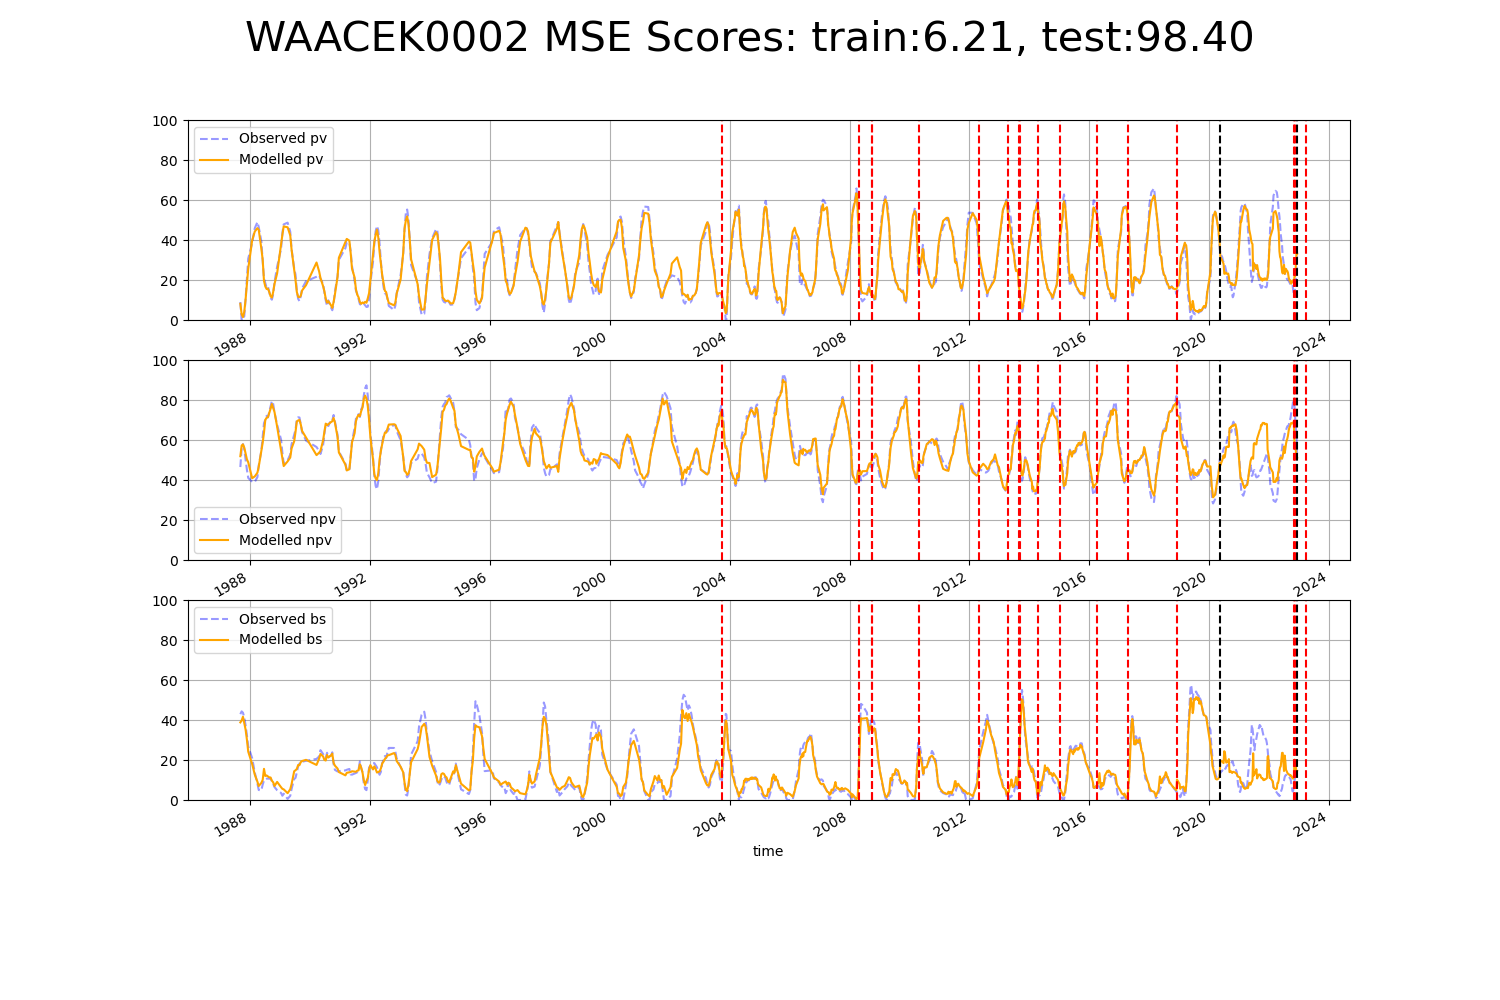 WAACEK0002 MSE Scores: train:6.21, test:98.40
100
80
60
40
20
0
Observed pv
Modelled pv
1988 1992 1996 2000 2004 2008 2012 2016 2020 2024
100
80
60
40
20
0
Observed npv
Modelled npv
1988 1992 1996 2000 2004 2008 2012 2016 2020 2024
100
80
60
40
20
0
Observed bs
Modelled bs
1988 1992 1996 2000 2004 2008 2012 2016 2020 2024
time